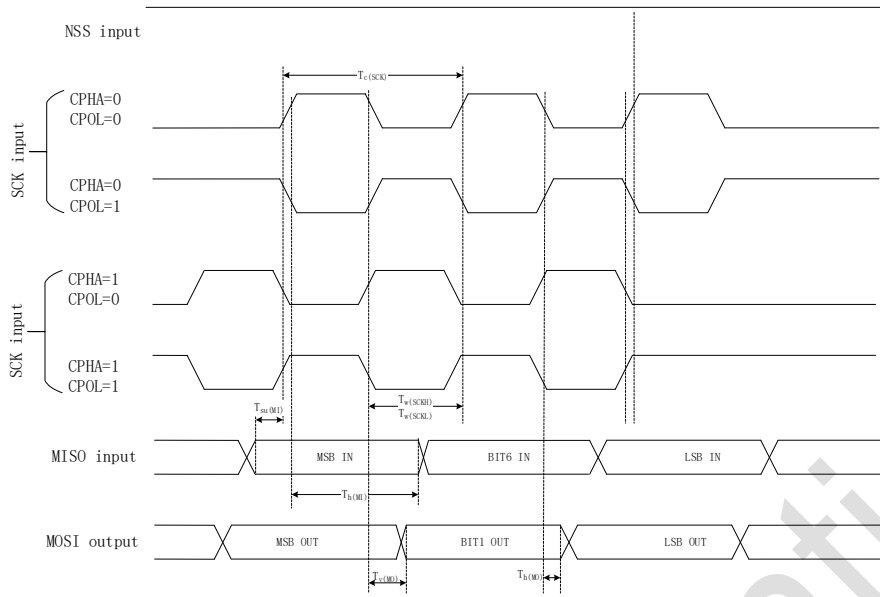 NSS input
Tc(SCK)
SCK input
CPHA=0
CPOL=0
CPHA=0
CPOL=1
SCK input
CPHA=1
CPOL=0
CPHA=1
CPOL=1
Tw(SCKH)
Tw(SCKL)
Tsu(MI)
MISO input
MSB IN
BIT6 IN
LSB IN
Th(MI)
MOSI output
MSB OUT
BIT1 OUT
LSB OUT
Tv(MO)
Th(MO)